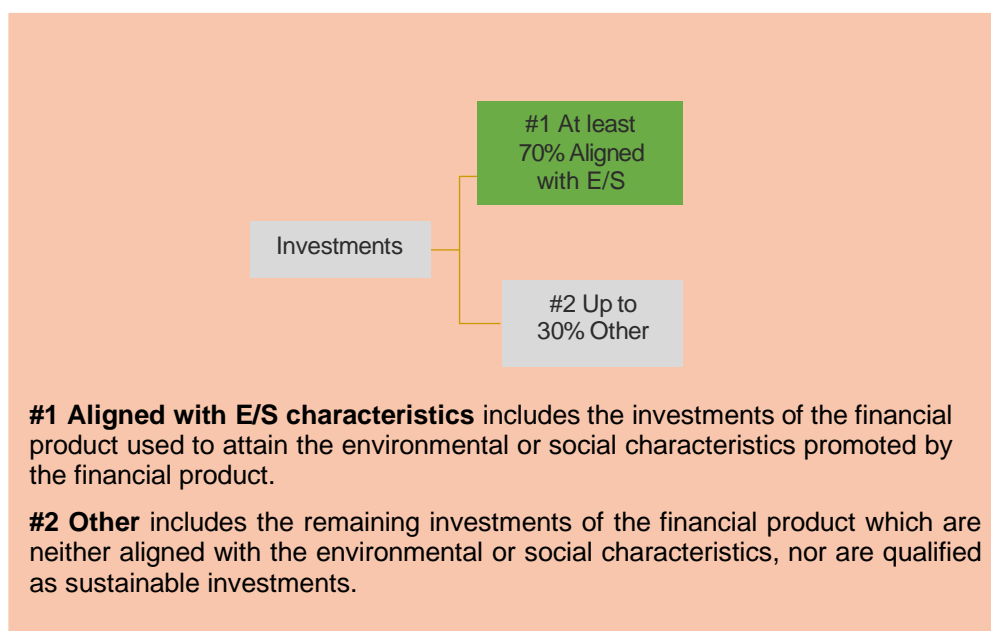 #1 At least
70% Aligned
with E/S
Investments
#2 Up to
30% Other
#1 Aligned with E/S characteristics includes the investments of the financial
product used to attain the environmental or social characteristics promoted by
the financial product.
#2 Other includes the remaining investments of the financial product which are
neither aligned with the environmental or social characteristics, nor are qualified
as sustainable investments.